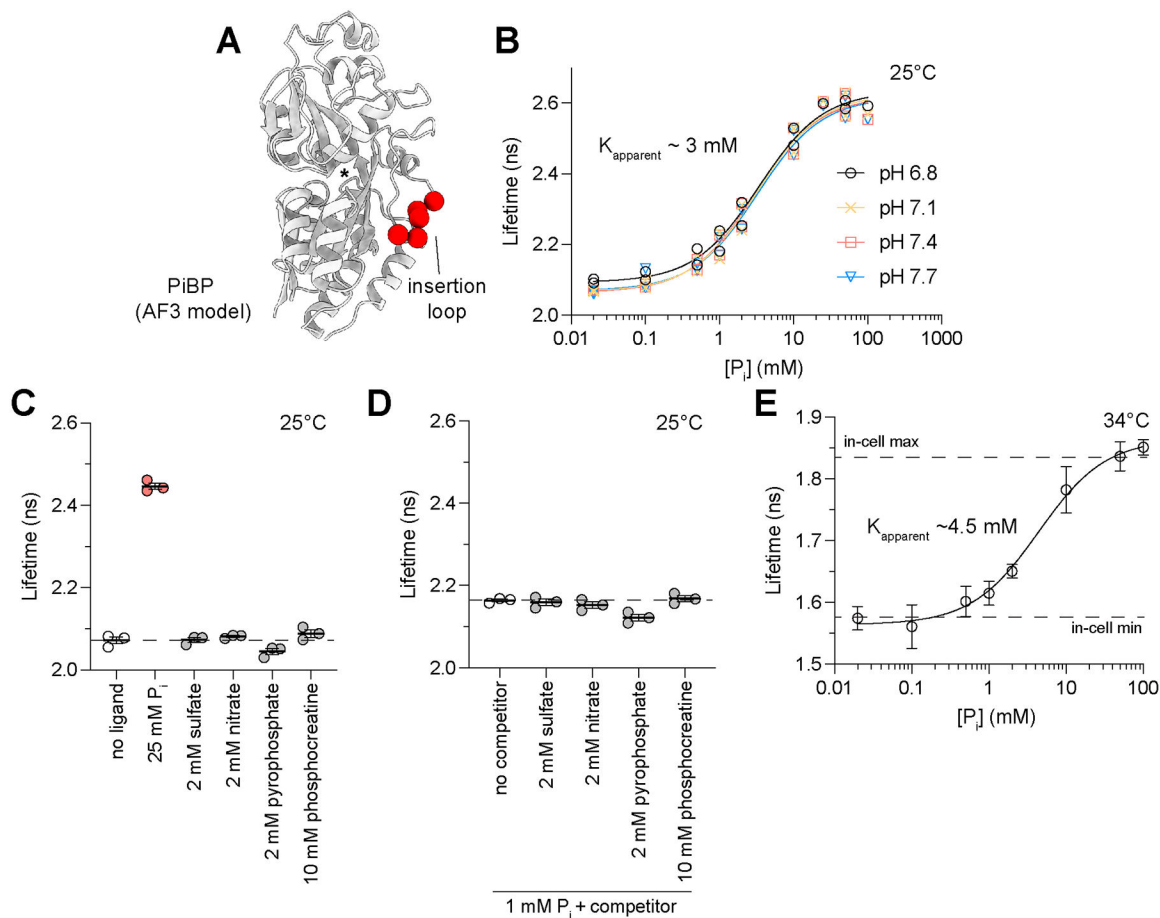 A
*
PiBP
(AF3 model)
insertion
loop
B
25°C
Lifetime (ns)
2.6
2.4
2.2
2.0
K apparent ~ 3 mM
pH 6.8
pH 7.1
pH 7.4
pH 7.7
0.01
0.1
1
10
100
1000
[Pi] (mM)
C
25°C
Lifetime (ns)
2.6
2.4
2.2
2.0
no ligand
25 mM Pi
2 mM sulfate
2 mM nitrate
2 mM pyrophosphate
10 mM phosphocreatine
D
25°C
Lifetime (ns)
2.6
2.4
2.2
2.0
no competitor
2 mM sulfate
2 mM nitrate
2 mM pyrophosphate
10 mM phosphocreatine
1 mM Pi + competitor
E
34°C
Lifetime (ns)
1.9
1.8
1.7
1.6
1.5
in-cell max
K apparent ~4.5 mM
in-cell min
0.01
0.1
1
10
100
[Pi] (mM)